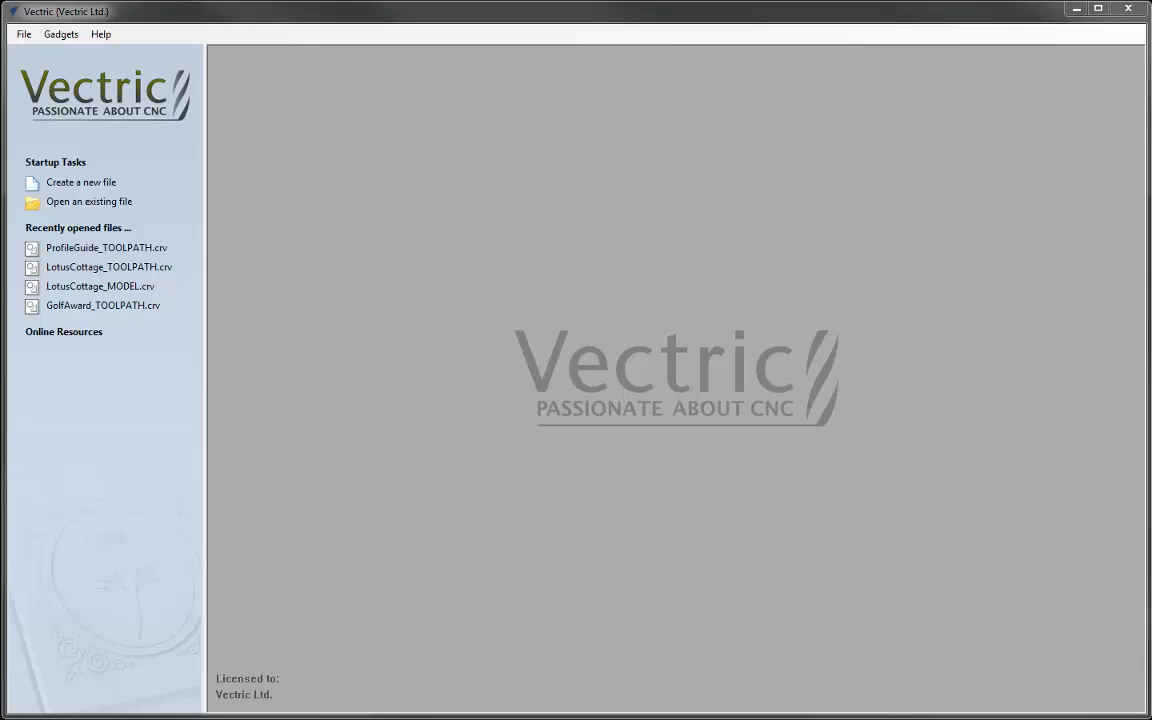 Vectric {Vectric Ltd.}
File Gadgets Help
Vectric
PASSIONATE ABOUT CNC
Startup Tasks
Create a new file
Open an existing file
Recently opened files ...
ProfileGuide_TOOLPATH.crv
LotusCottage_TOOLPATH.crv
LotusCottage_MODEL.crv
GolfAward_TOOLPATH.crv
Online Resources
Vectric
PASSIONATE ABOUT CNC
Licensed to:
Vectric Ltd.